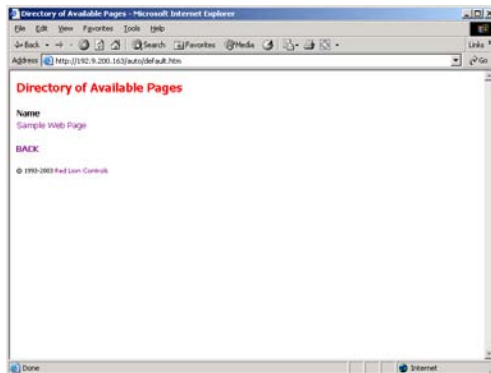 Directory of Available Pages - Microsoft Internet Explorer
File Edit View Favorites Tools Help
Back Search Favorites Media Links
Address http://192.9.200.163/auto/default.htm Go
Directory of Available Pages
Name
Sample Web Page
BACK
© 1993-2003 Red Lion Controls
Done Internet